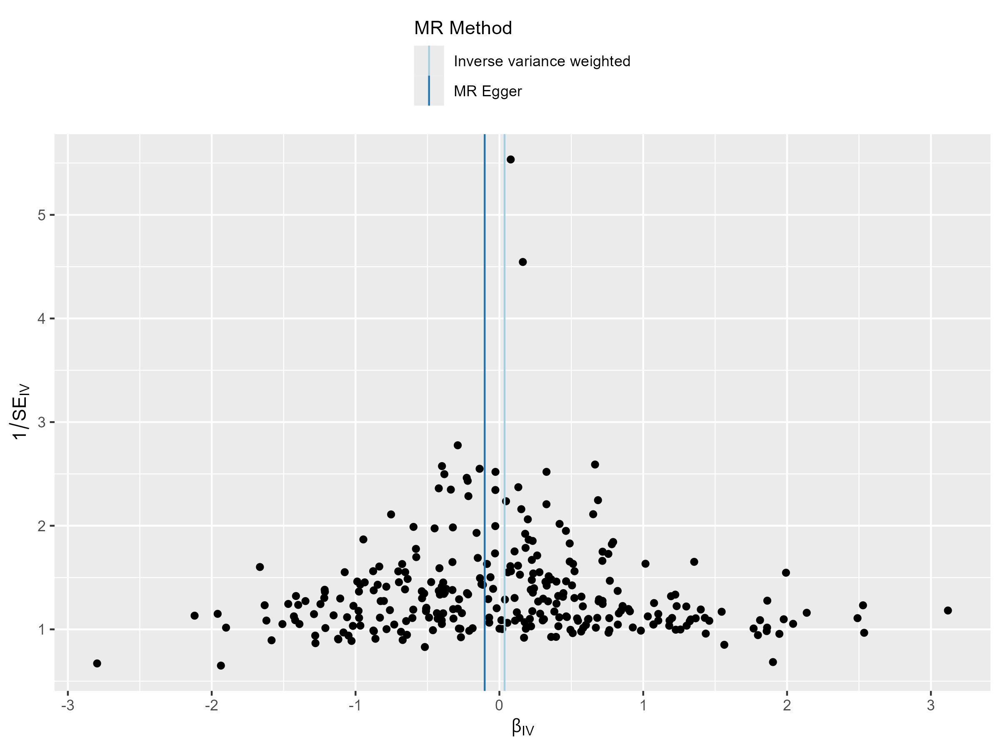 MR Method
Inverse variance weighted
MR Egger
1 / SE_IV
5
4
3
2
1
-3 -2 -1 0 1 2 3
β_IV